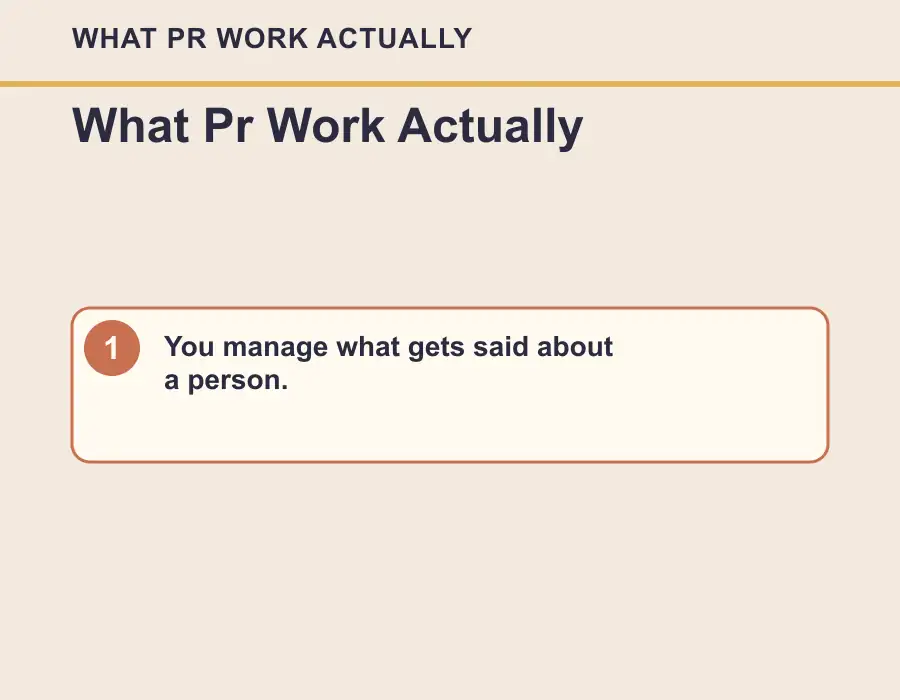 WHAT PR WORK ACTUALLY
What Pr Work Actually
1
You manage what gets said about
a person.